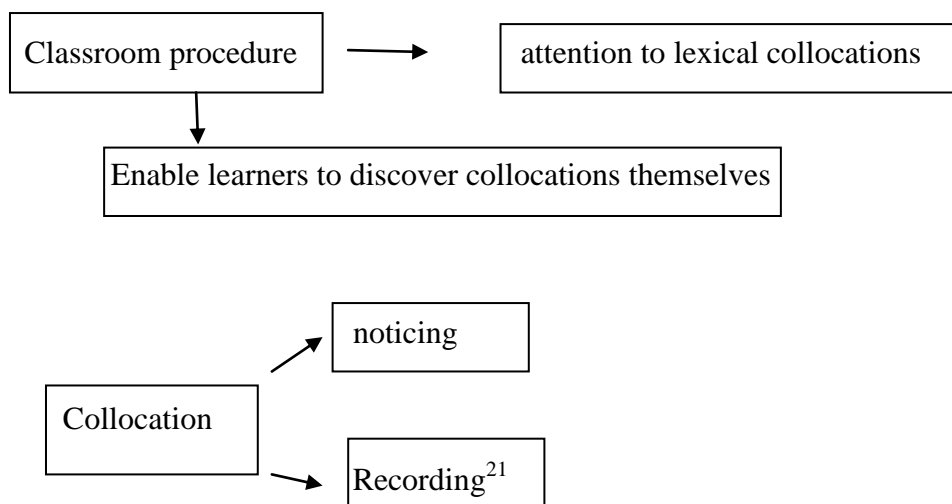 Classroom procedure
attention to lexical collocations
Enable learners to discover collocations themselves
noticing
Collocation
Recording21